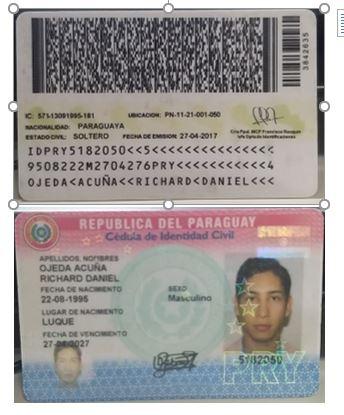 3842635
IC: 571-13091995-181 UBICACION: PN-11-21-001-050
NACIONALIDAD: PARAGUAYA
ESTADO CIVIL: SOLTERO FECHA DE EMISION: 27-04-2017
IDPRY5182050<<5<<<<<<<<<<<<<<<
9508222M2704276PRY<<<<<<<<<<<4
OJEDA<ACUÑA<<RICHARD<DANIEL<<<
REPUBLICA DEL PARAGUAY
Cédula de Identidad Civil
APELLIDOS, NOMBRES
OJEDA ACUÑA
RICHARD DANIEL
FECHA DE NACIMIENTO
22-08-1995
SEXO
Masculino
LUGAR DE NACIMIENTO
LUQUE
FECHA DE VENCIMIENTO
27-04-2027
5182050
PRY